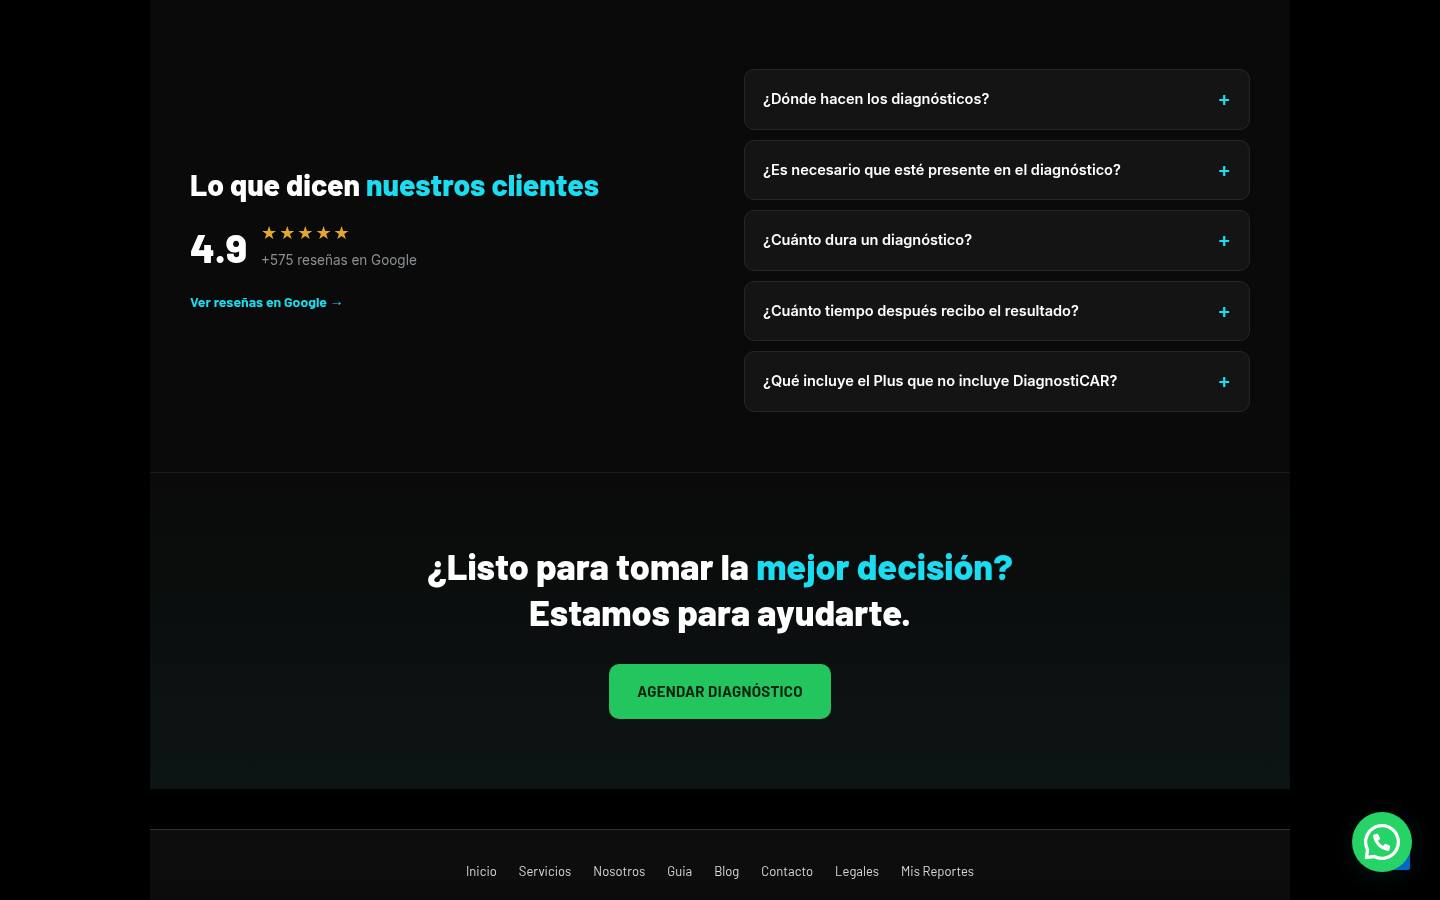 Lo que dicen nuestros clientes
4.9
★★★★★
+575 reseñas en Google
Ver reseñas en Google →
¿Dónde hacen los diagnósticos? +
¿Es necesario que esté presente en el diagnóstico? +
¿Cuánto dura un diagnóstico? +
¿Cuánto tiempo después recibo el resultado? +
¿Qué incluye el Plus que no incluye DiagnostiCAR? +
¿Listo para tomar la mejor decisión?
Estamos para ayudarte.
AGENDAR DIAGNÓSTICO
Inicio Servicios Nosotros Guia Blog Contacto Legales Mis Reportes